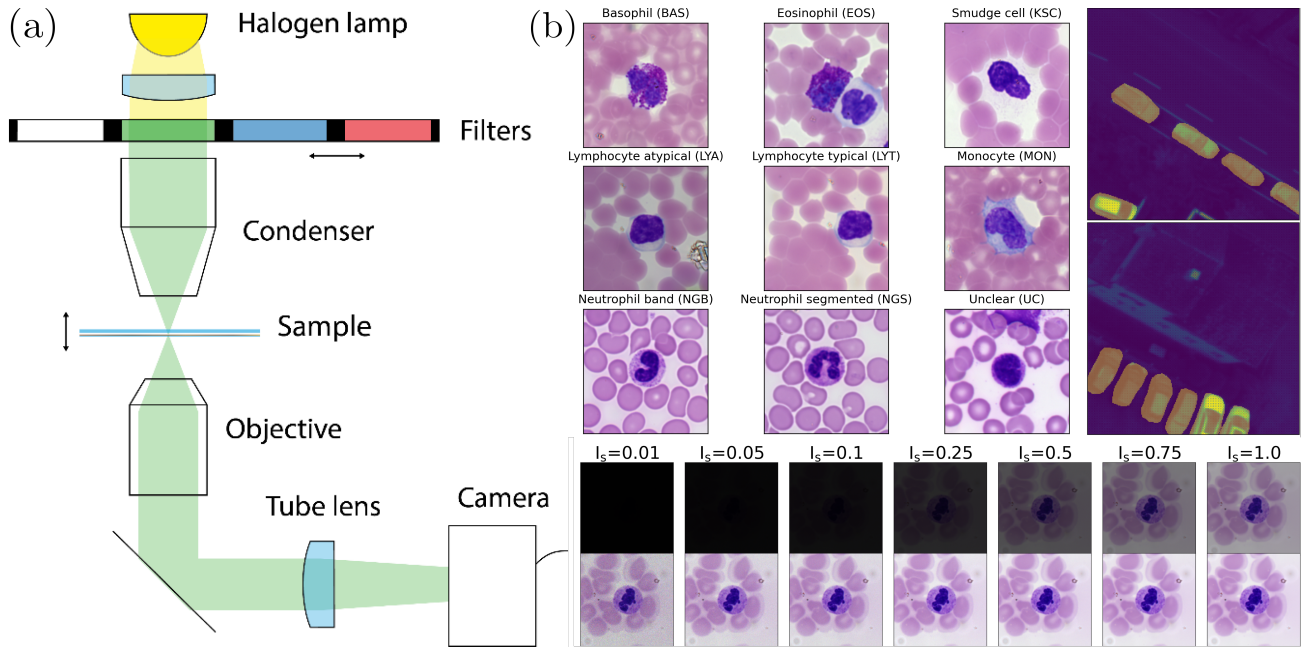 (a)
Halogen lamp
Filters
Condenser
Sample
Objective
Tube lens
Camera
(b)
Basophil (BAS)
Eosinophil (EOS)
Smudge cell (KSC)
Lymphocyte atypical (LYA)
Lymphocyte typical (LYT)
Monocyte (MON)
Neutrophil band (NGB)
Neutrophil segmented (NGS)
Unclear (UC)
Iₛ=0.01
Iₛ=0.05
Iₛ=0.1
Iₛ=0.25
Iₛ=0.5
Iₛ=0.75
Iₛ=1.0